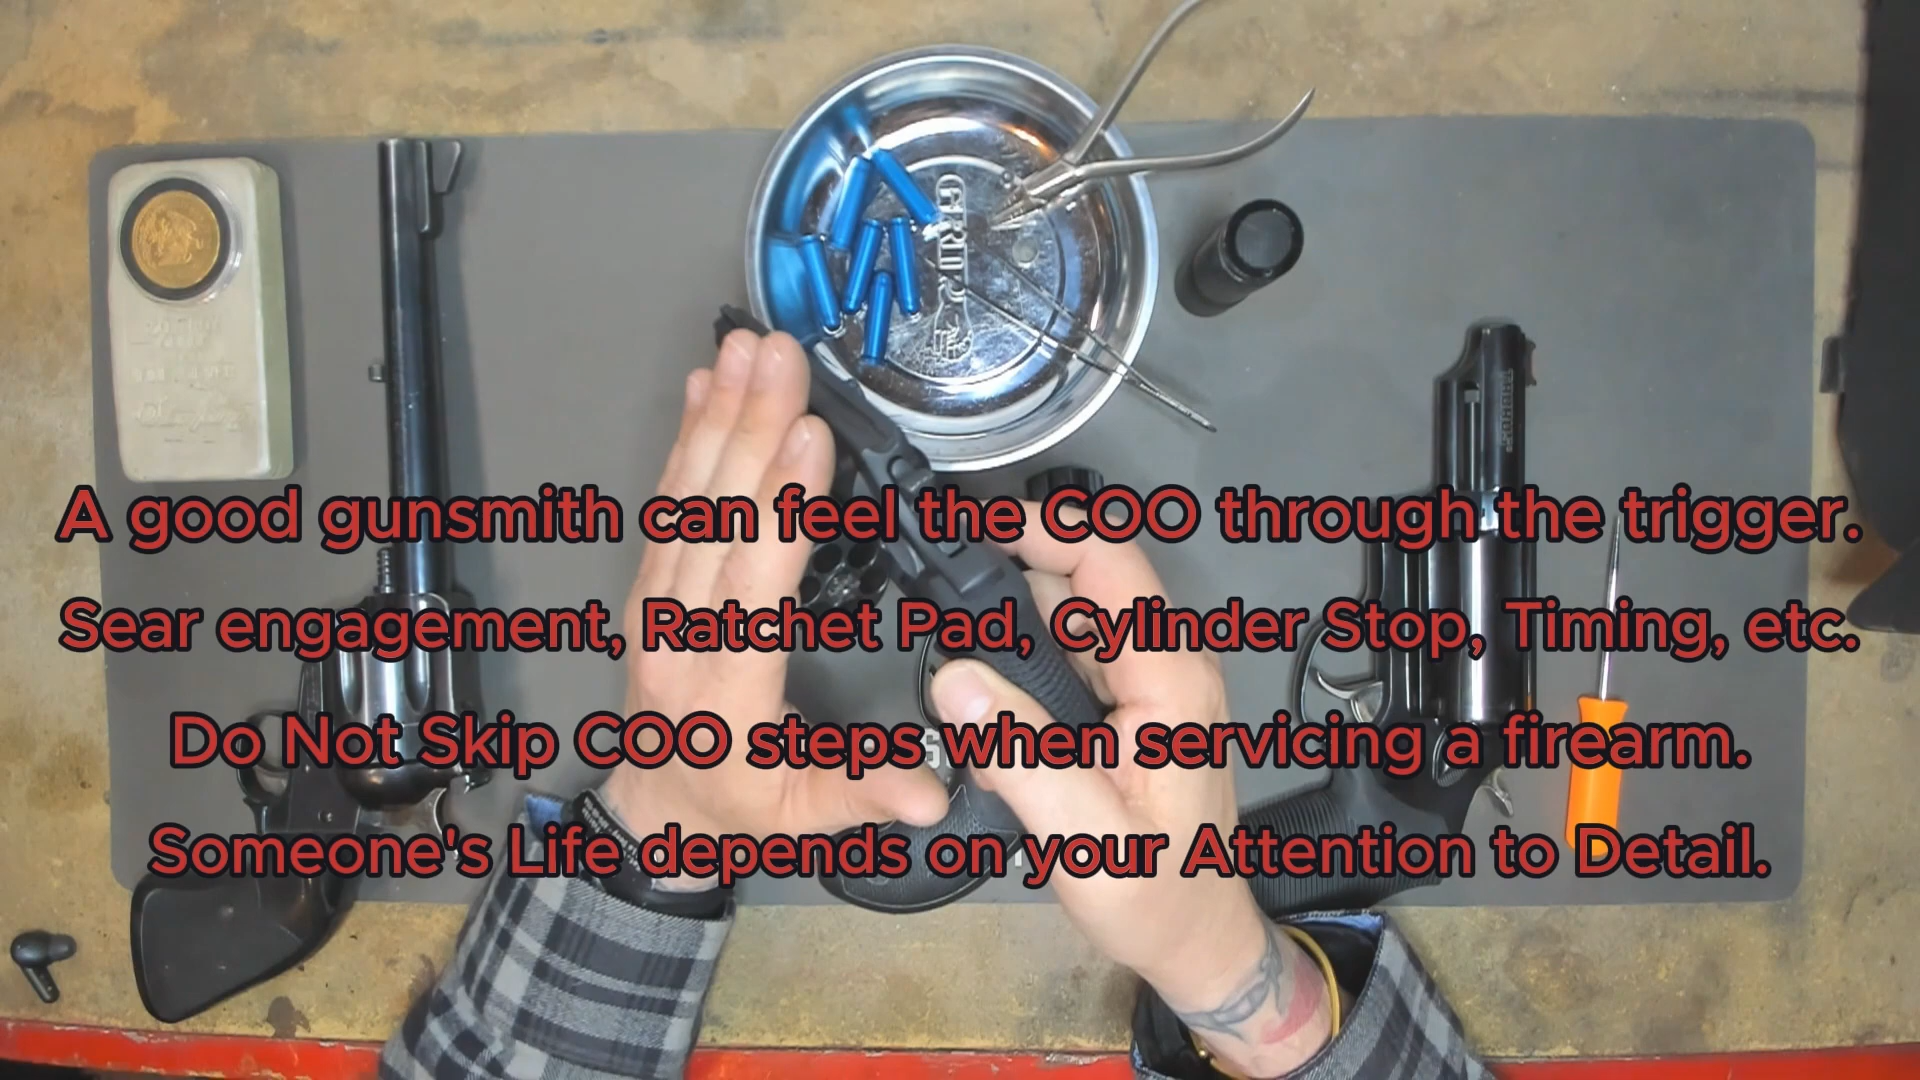 GRIP
A good gunsmith can feel the COO through the trigger.
Sear engagement, Ratchet Pad, Cylinder Stop, Timing, etc.
Do Not Skip COO steps when servicing a firearm.
Someone's Life depends on your Attention to Detail.